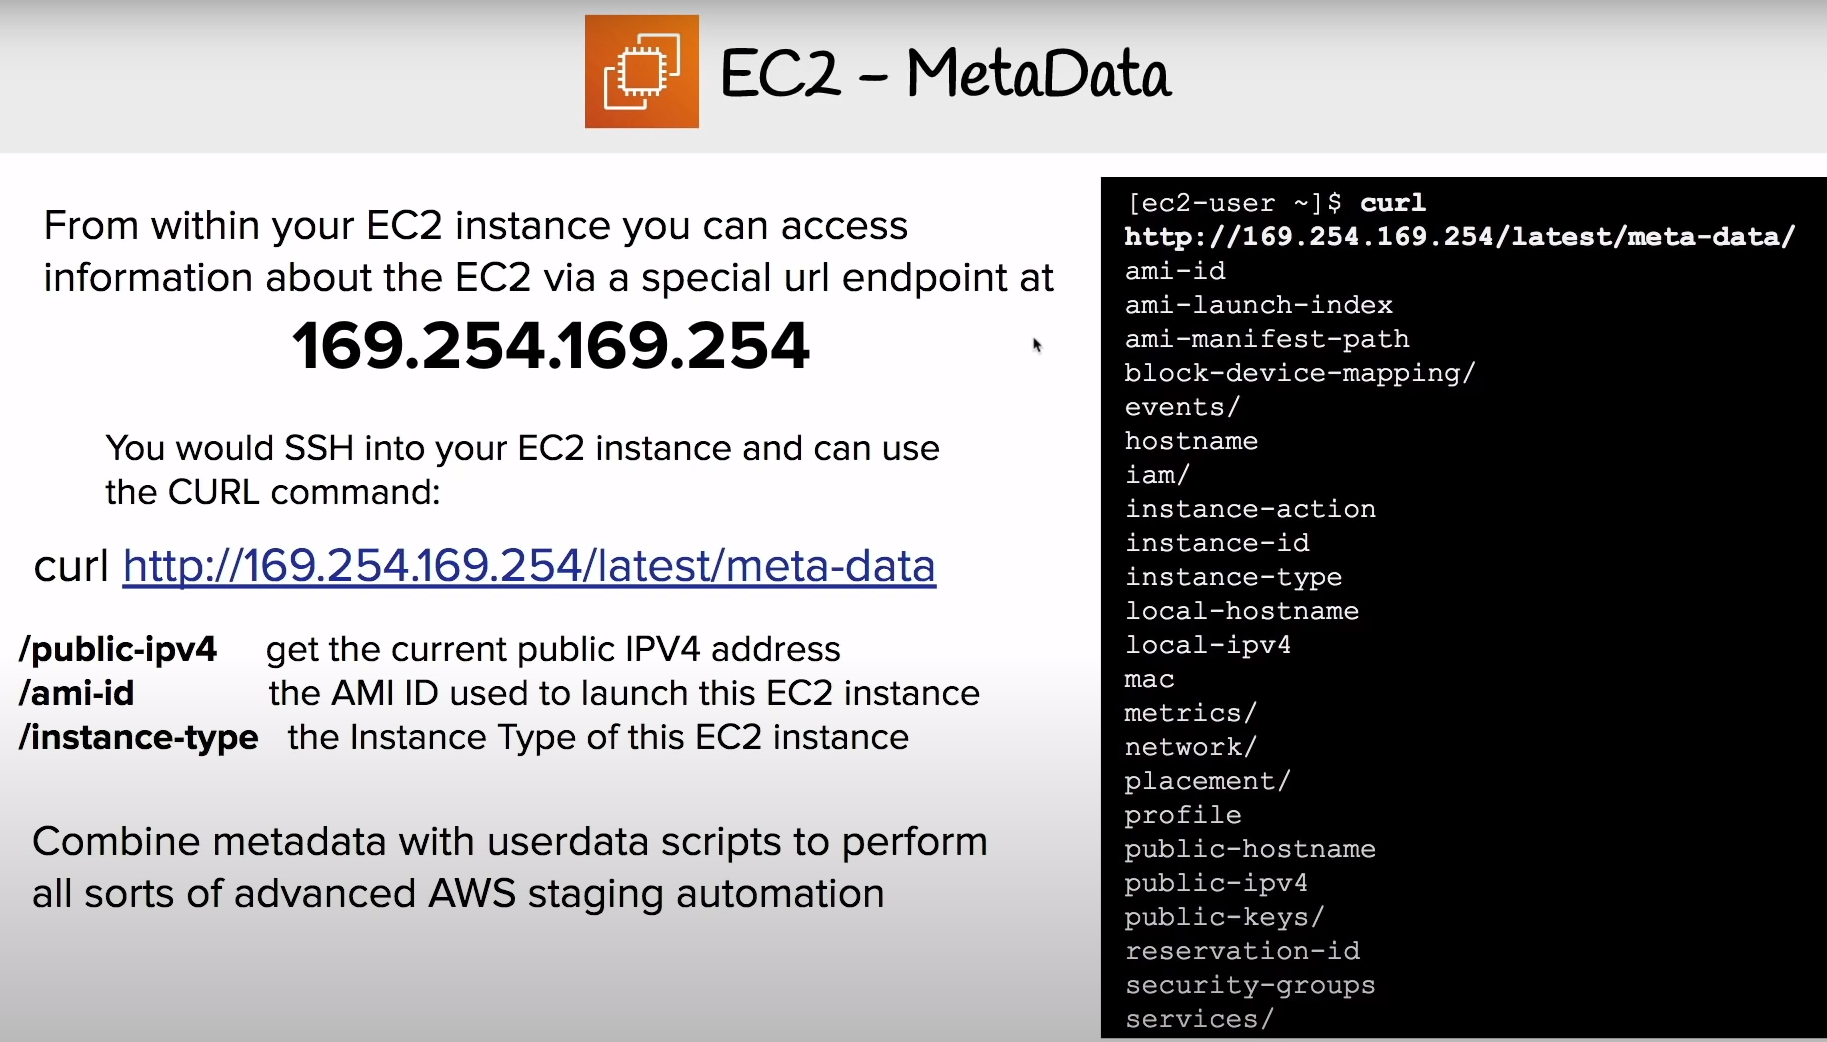 EC2 – MetaData
From within your EC2 instance you can access
information about the EC2 via a special url endpoint at
169.254.169.254
You would SSH into your EC2 instance and can use
the CURL command:
curl http://169.254.169.254/latest/meta-data
/public-ipv4 get the current public IPV4 address
/ami-id the AMI ID used to launch this EC2 instance
/instance-type the Instance Type of this EC2 instance
Combine metadata with userdata scripts to perform
all sorts of advanced AWS staging automation
[ec2-user ~]$ curl
http://169.254.169.254/latest/meta-data/
ami-id
ami-launch-index
ami-manifest-path
block-device-mapping/
events/
hostname
iam/
instance-action
instance-id
instance-type
local-hostname
local-ipv4
mac
metrics/
network/
placement/
profile
public-hostname
public-ipv4
public-keys/
reservation-id
security-groups
services/